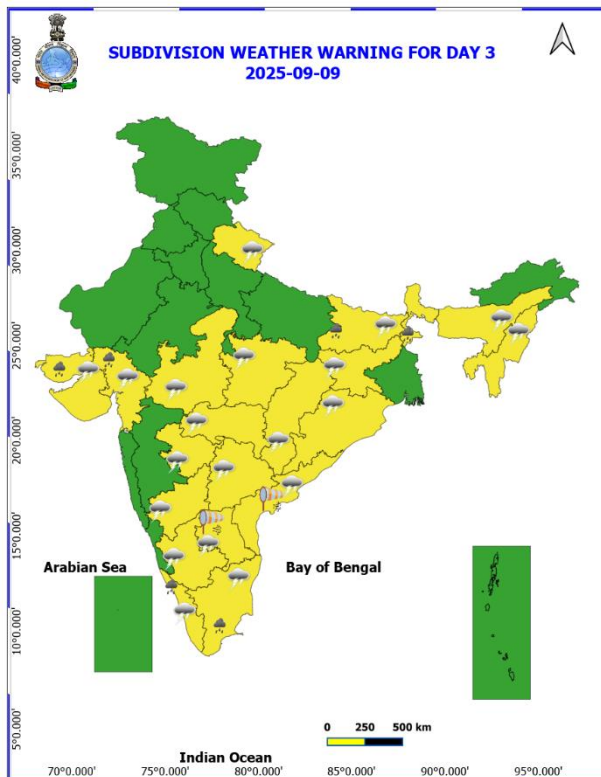 SUBDIVISION WEATHER WARNING FOR DAY 3
2025-09-09
40°0.000'
35°0.000'
30°0.000'
25°0.000'
20°0.000'
15°0.000'
10°0.000'
5°0.000'
Arabian Sea
Bay of Bengal
0 250 500 km
Indian Ocean
70°0.000' 75°0.000' 80°0.000' 85°0.000' 90°0.000' 95°0.000'